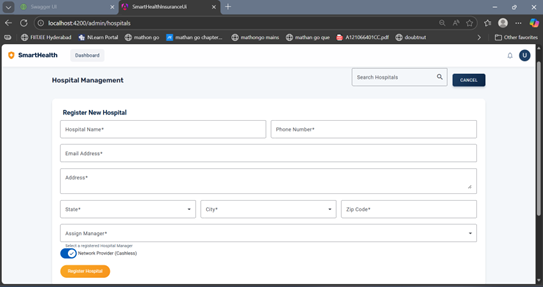 Swagger UI
SmartHealthInsuranceUi
localhost:4200/admin/hospitals
FIITJEE Hyderabad
NLearn Portal
mathon go
mathan go chapter...
mathongo mains
mathan go que
A121066401CC.pdf
doubtnut
Other favorites
SmartHealth
Dashboard
U
Hospital Management
Search Hospitals
CANCEL
Register New Hospital
Hospital Name*
Phone Number*
Email Address*
Address*
State*
City*
Zip Code*
Assign Manager*
Select a registered Hospital Manager
Network Provider (Cashless)
Register Hospital